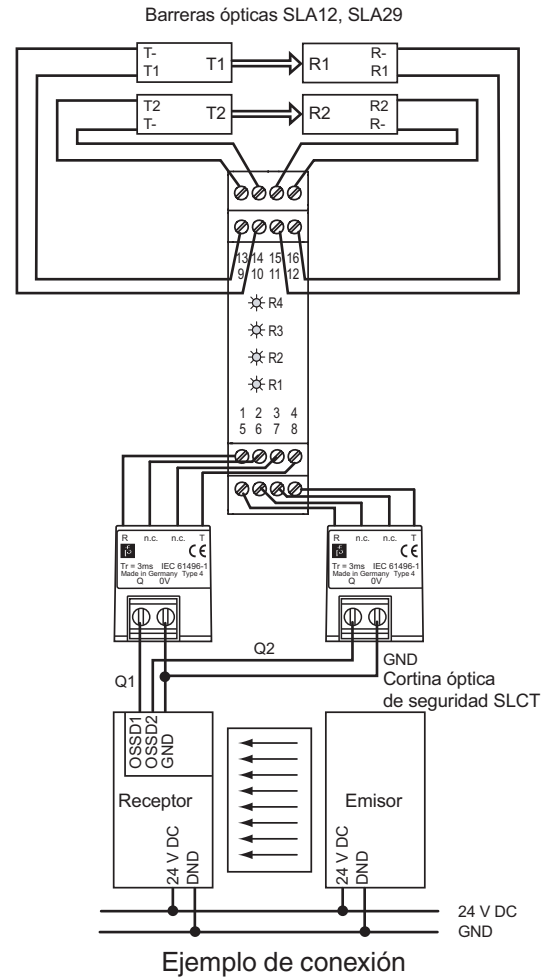 Barreras ópticas SLA12, SLA29
T- R-
T1 T1 R1 R1
T2 R2
T2 R2
T- R-
13 14 15 16
9 10 11 12
R4
R3
R2
R1
1 2 3 4
5 6 7 8
R n.c. n.c. T
CE
Tr = 3ms IEC 61496-1
Made in Germany Type 4
Q 0V
R n.c. n.c. T
CE
Tr = 3ms IEC 61496-1
Made in Germany Type 4
Q 0V
Q2
GND
Q1
Cortina óptica
de seguridad SLCT
OSSD1
OSSD2
GND
Receptor
Emisor
24 V DC
DND
24 V DC
DND
24 V DC
GND
Ejemplo de conexión